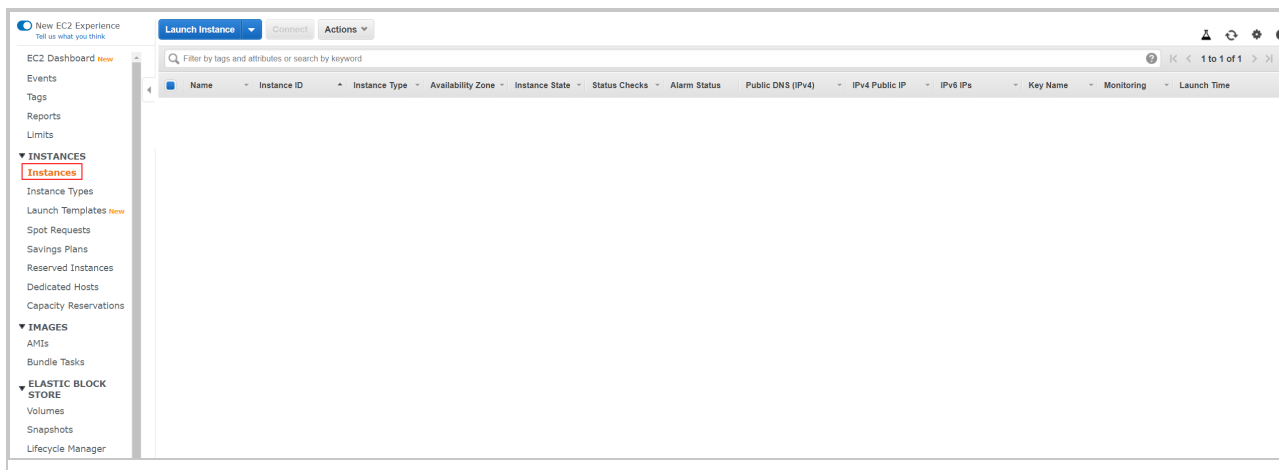 New EC2 Experience
Tell us what you think
Launch Instance
Connect
Actions
EC2 Dashboard New
Filter by tags and attributes or search by keyword
1 to 1 of 1
Events
Name Instance ID Instance Type Availability Zone Instance State Status Checks Alarm Status Public DNS (IPv4) IPv4 Public IP IPv6 IPs Key Name Monitoring Launch Time
Tags
Reports
Limits
INSTANCES
Instances
Instance Types
Launch Templates New
Spot Requests
Savings Plans
Reserved Instances
Dedicated Hosts
Capacity Reservations
IMAGES
AMIs
Bundle Tasks
ELASTIC BLOCK
STORE
Volumes
Snapshots
Lifecycle Manager